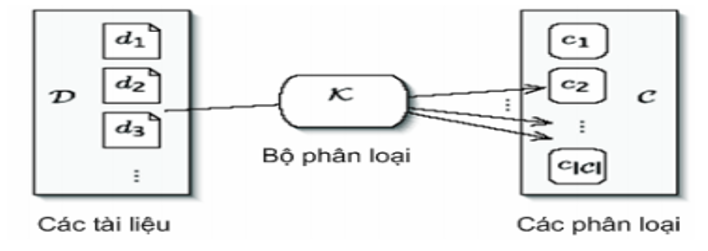 D
d1
d2
d3
⋮
Các tài liệu
K
Bộ phân loại
...
c1
c2
⋮
c|C|
C
Các phân loại